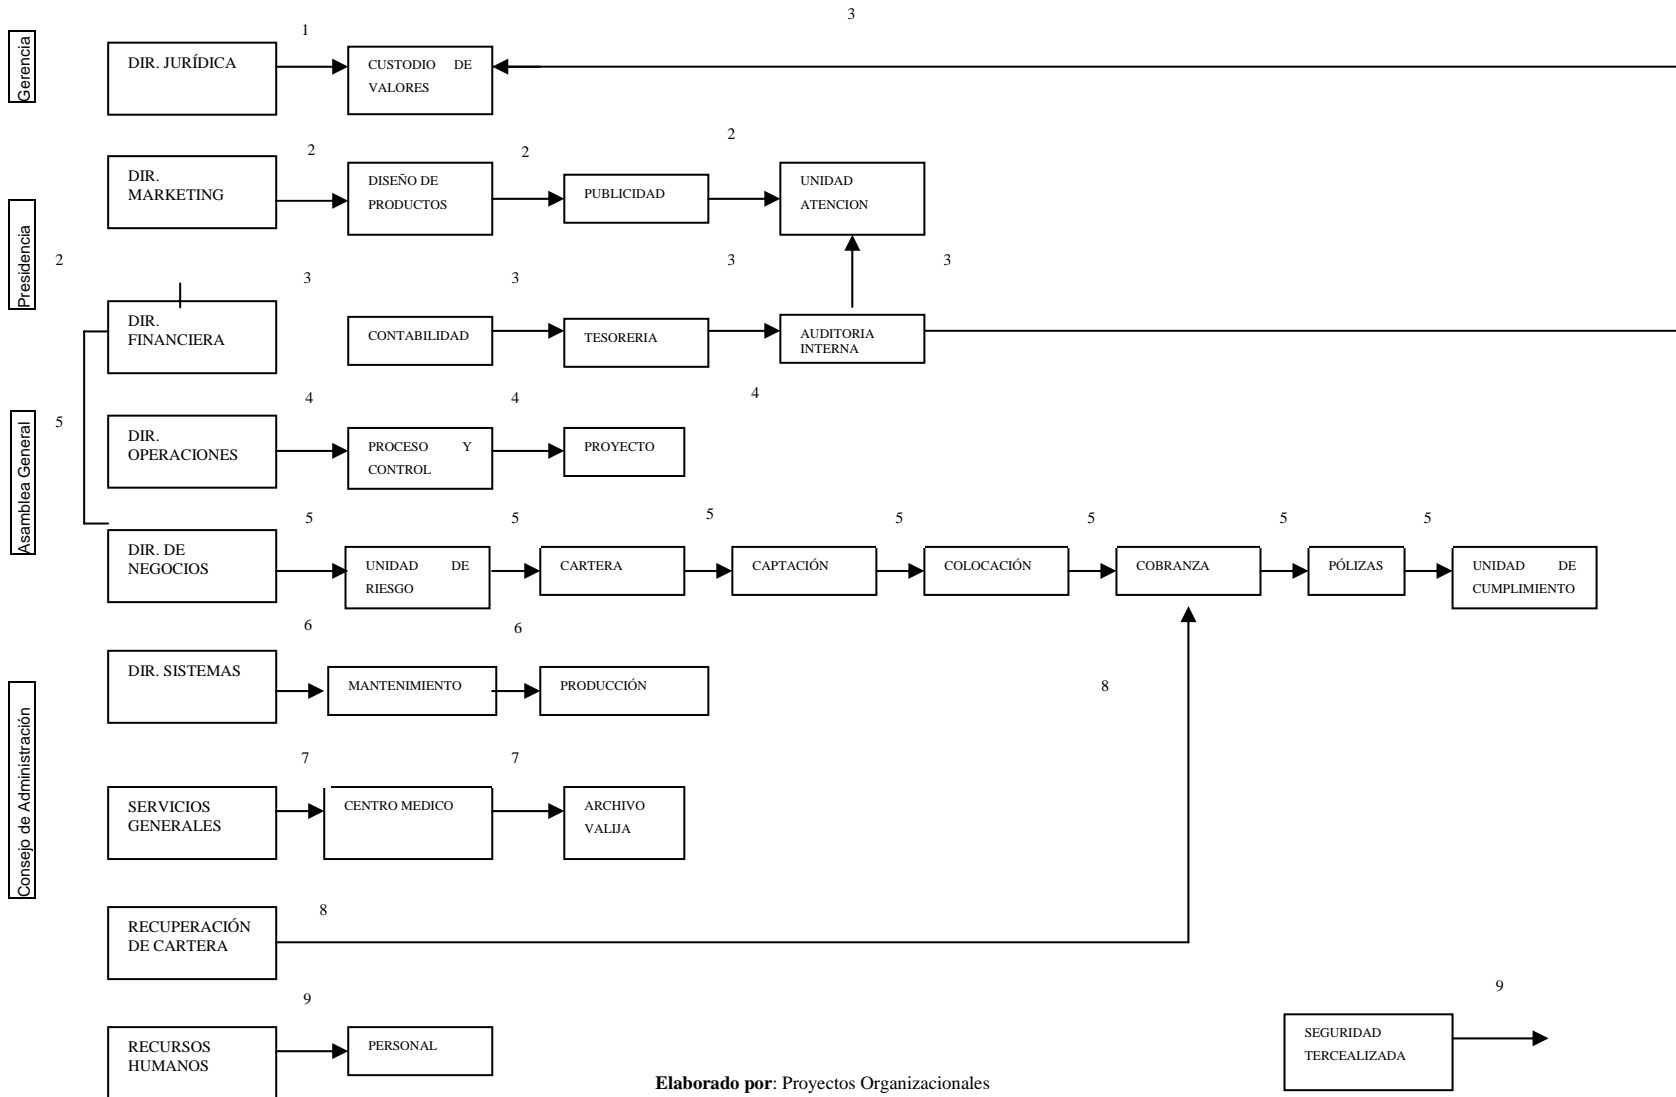 3
1
Gerencia
DIR. JURÍDICA
CUSTODIO DE
VALORES
2
2
2
DIR.
MARKETING
DISEÑO DE
PRODUCTOS
PUBLICIDAD
UNIDAD
ATENCION
Presidencia
2
3
3
3
3
DIR.
FINANCIERA
CONTABILIDAD
TESORERIA
AUDITORIA
INTERNA
Asamblea General
5
4
4
4
DIR.
OPERACIONES
PROCESO Y
CONTROL
PROYECTO
5
5
5
5
5
5
5
DIR. DE
NEGOCIOS
UNIDAD DE
RIESGO
CARTERA
CAPTACIÓN
COLOCACIÓN
COBRANZA
PÓLIZAS
UNIDAD DE
CUMPLIMIENTO
6
6
DIR. SISTEMAS
MANTENIMIENTO
PRODUCCIÓN
8
Consejo de Administración
7
7
SERVICIOS
GENERALES
CENTRO MEDICO
ARCHIVO
VALIJA
8
RECUPERACIÓN
DE CARTERA
9
9
RECURSOS
HUMANOS
PERSONAL
SEGURIDAD
TERCEALIZADA
Elaborado por: Proyectos Organizacionales